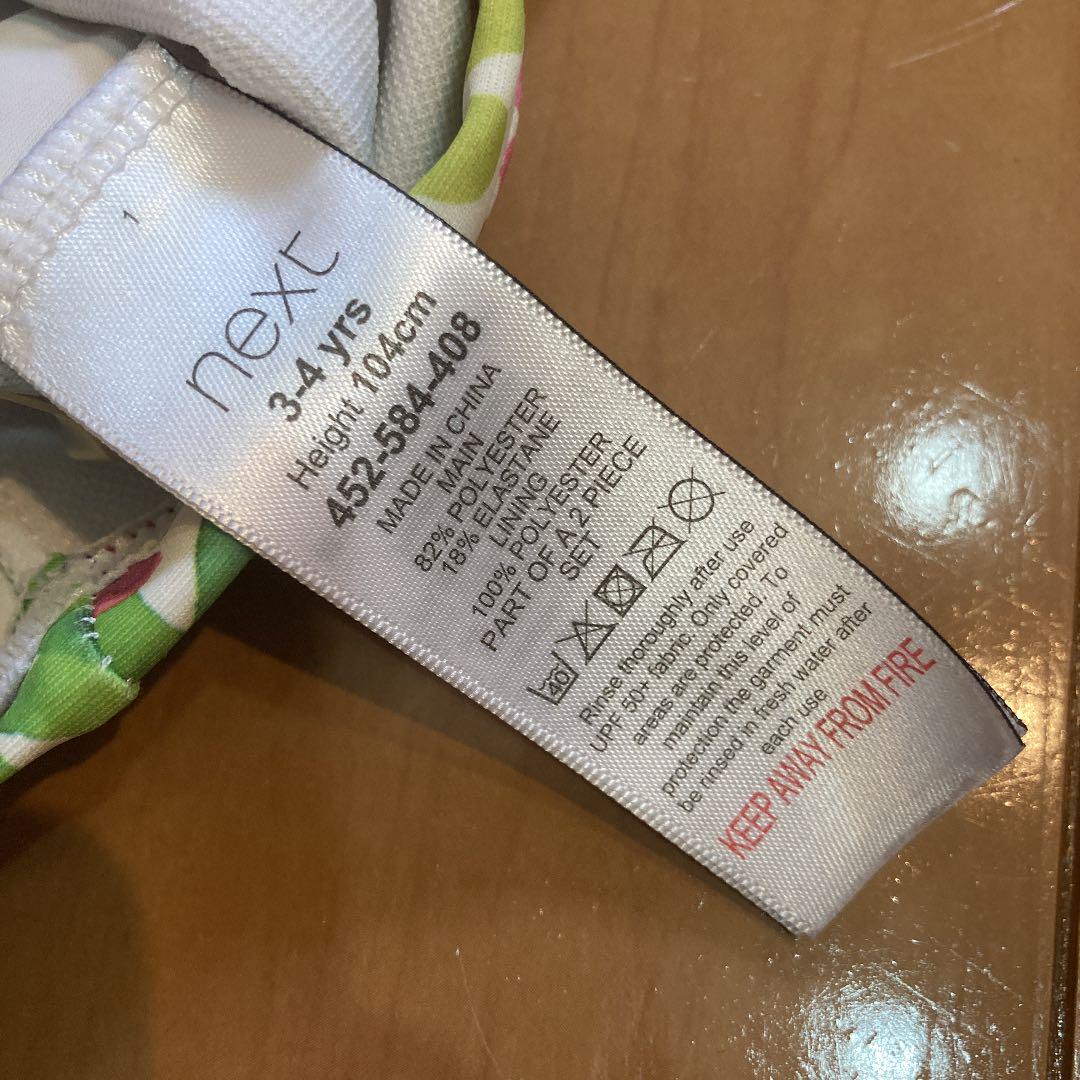 1
next
3-4 yrs
Height 104cm
452-584-408
MADE IN CHINA
MAIN
82% POLYESTER
18% ELASTANE
LINING
100% POLYESTER
PART OF A 2 PIECE
SET
40
Rinse thoroughly after use
UPF 50+ fabric. Only covered
areas are protected. To
maintain this level of
protection the garment must
be rinsed in fresh water after
each use
KEEP AWAY FROM FIRE